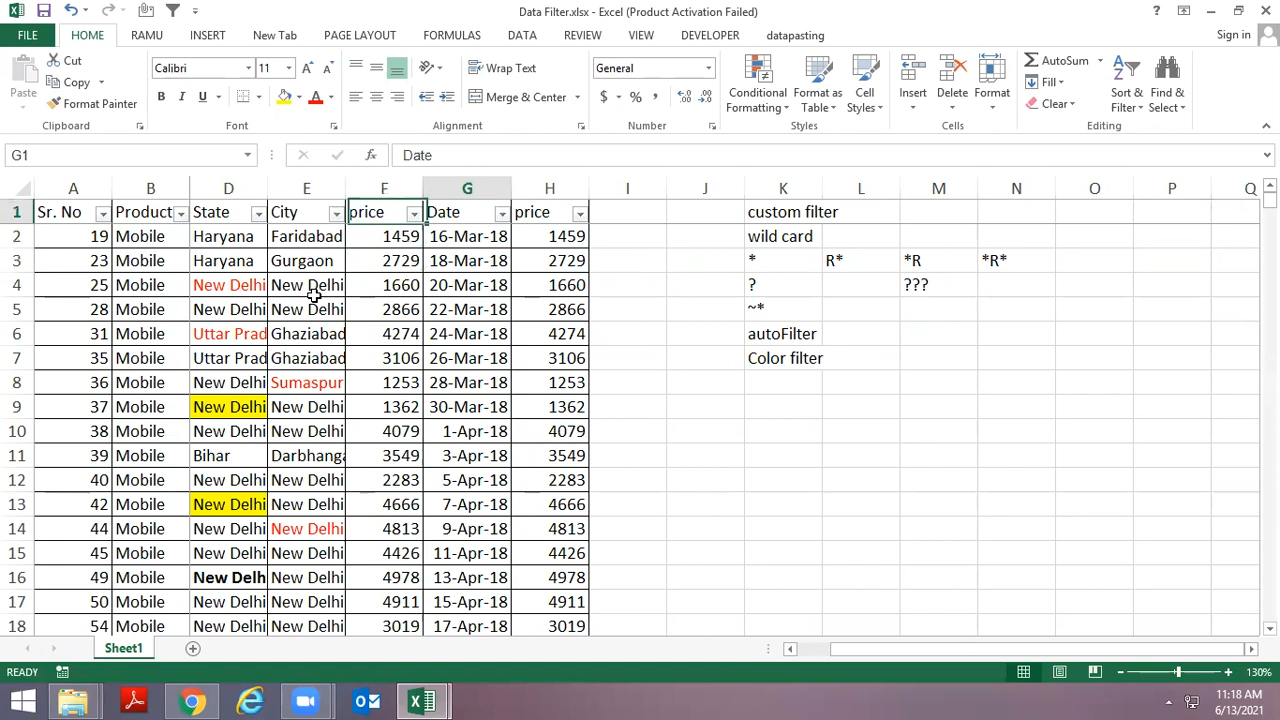 Data Filter.xlsx - Excel (Product Activation Failed)
FILE HOME RAMU INSERT New Tab PAGE LAYOUT FORMULAS DATA REVIEW VIEW DEVELOPER datapasting Sign in
Paste Cut Copy Format Painter Clipboard
Calibri 11 B I U A Font
Wrap Text Merge & Center Alignment
General $ % , Number
Conditional Formatting Format as Table Cell Styles Styles
Insert Delete Format Cells
AutoSum Fill Clear Sort & Filter Find & Select Editing
G1 fx Date
A B D E F G H I J K L M N O P Q
1 Sr. No Product State City price Date price custom filter
2 19 Mobile Haryana Faridabad 1459 16-Mar-18 1459 wild card
3 23 Mobile Haryana Gurgaon 2729 18-Mar-18 2729 * R* *R *R*
4 25 Mobile New Delhi New Delhi 1660 20-Mar-18 1660 ? ???
5 28 Mobile New Delhi New Delhi 2866 22-Mar-18 2866 ~*
6 31 Mobile Uttar Prad Ghaziabad 4274 24-Mar-18 4274 autoFilter
7 35 Mobile Uttar Prad Ghaziabad 3106 26-Mar-18 3106 Color filter
8 36 Mobile New Delhi Sumaspur 1253 28-Mar-18 1253
9 37 Mobile New Delhi New Delhi 1362 30-Mar-18 1362
10 38 Mobile New Delhi New Delhi 4079 1-Apr-18 4079
11 39 Mobile Bihar Darbhanga 3549 3-Apr-18 3549
12 40 Mobile New Delhi New Delhi 2283 5-Apr-18 2283
13 42 Mobile New Delhi New Delhi 4666 7-Apr-18 4666
14 44 Mobile New Delhi New Delhi 4813 9-Apr-18 4813
15 45 Mobile New Delhi New Delhi 4426 11-Apr-18 4426
16 49 Mobile New Delh New Delhi 4978 13-Apr-18 4978
17 50 Mobile New Delhi New Delhi 4911 15-Apr-18 4911
18 54 Mobile New Delhi New Delhi 3019 17-Apr-18 3019
Sheet1
READY 130%
11:18 AM
6/13/2021